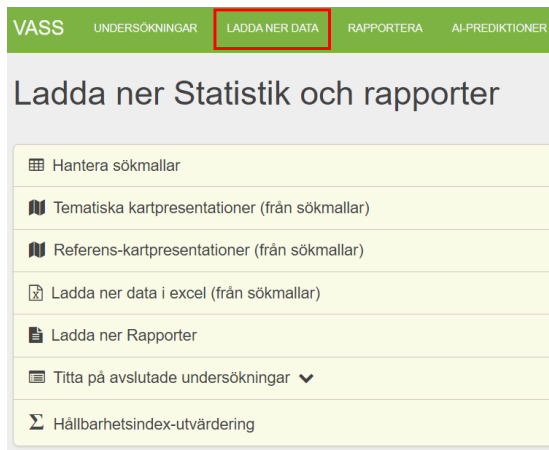 VASS UNDERSÖKNINGAR LADDA NER DATA RAPPORTERA AI-PREDIKTIONER
Ladda ner Statistik och rapporter
Hantera sökmallar
Tematiska kartpresentationer (från sökmallar)
Referens-kartpresentationer (från sökmallar)
Ladda ner data i excel (från sökmallar)
Ladda ner Rapporter
Titta på avslutade undersökningar
Σ Hållbarhetsindex-utvärdering